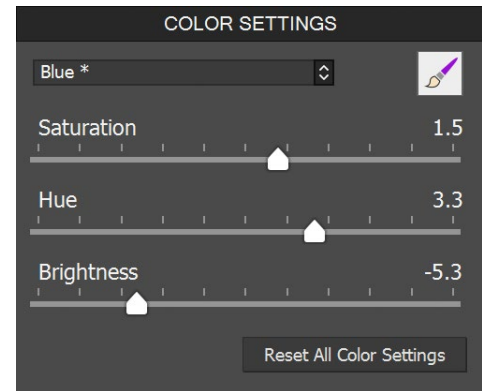 COLOR SETTINGS
Blue *
Saturation 1.5
Hue 3.3
Brightness -5.3
Reset All Color Settings